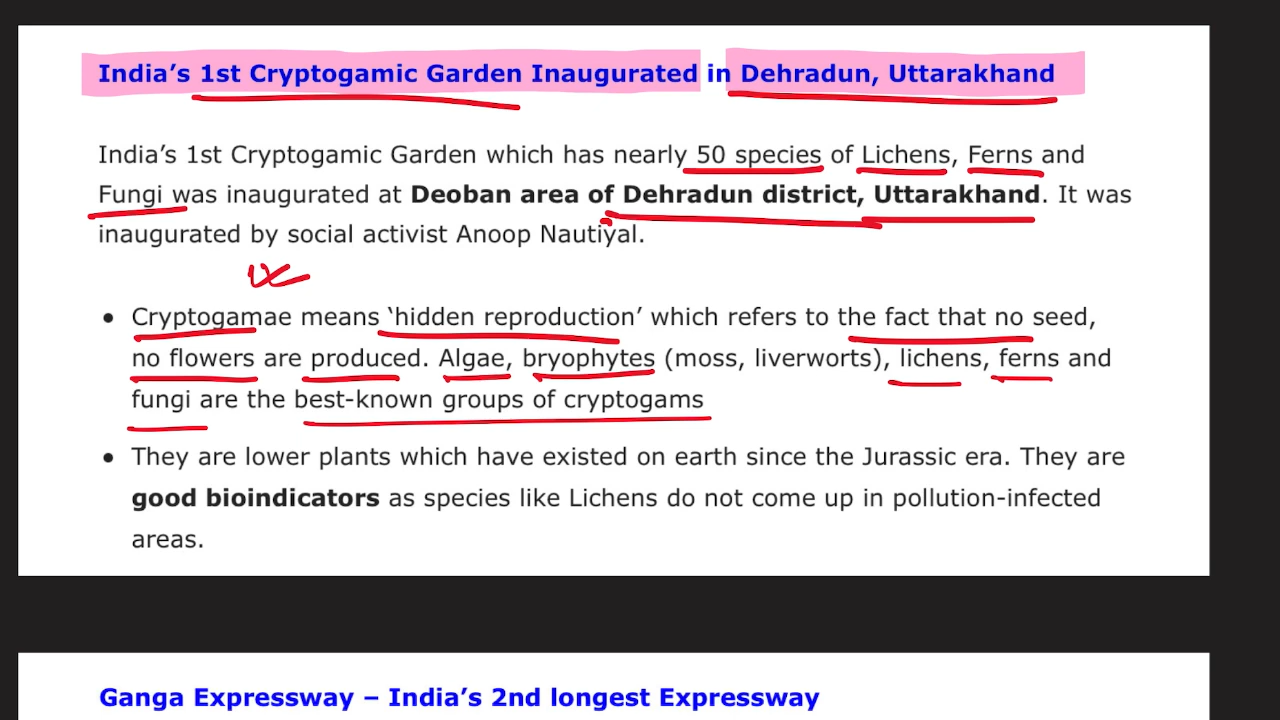 India’s 1st Cryptogamic Garden Inaugurated in Dehradun, Uttarakhand
India’s 1st Cryptogamic Garden which has nearly 50 species of Lichens, Ferns and
Fungi was inaugurated at Deoban area of Dehradun district, Uttarakhand. It was
inaugurated by social activist Anoop Nautiyal.
● Cryptogamae means ‘hidden reproduction’ which refers to the fact that no seed,
no flowers are produced. Algae, bryophytes (moss, liverworts), lichens, ferns and
fungi are the best-known groups of cryptogams
● They are lower plants which have existed on earth since the Jurassic era. They are
good bioindicators as species like Lichens do not come up in pollution-infected
areas.
Ganga Expressway – India’s 2nd longest Expressway